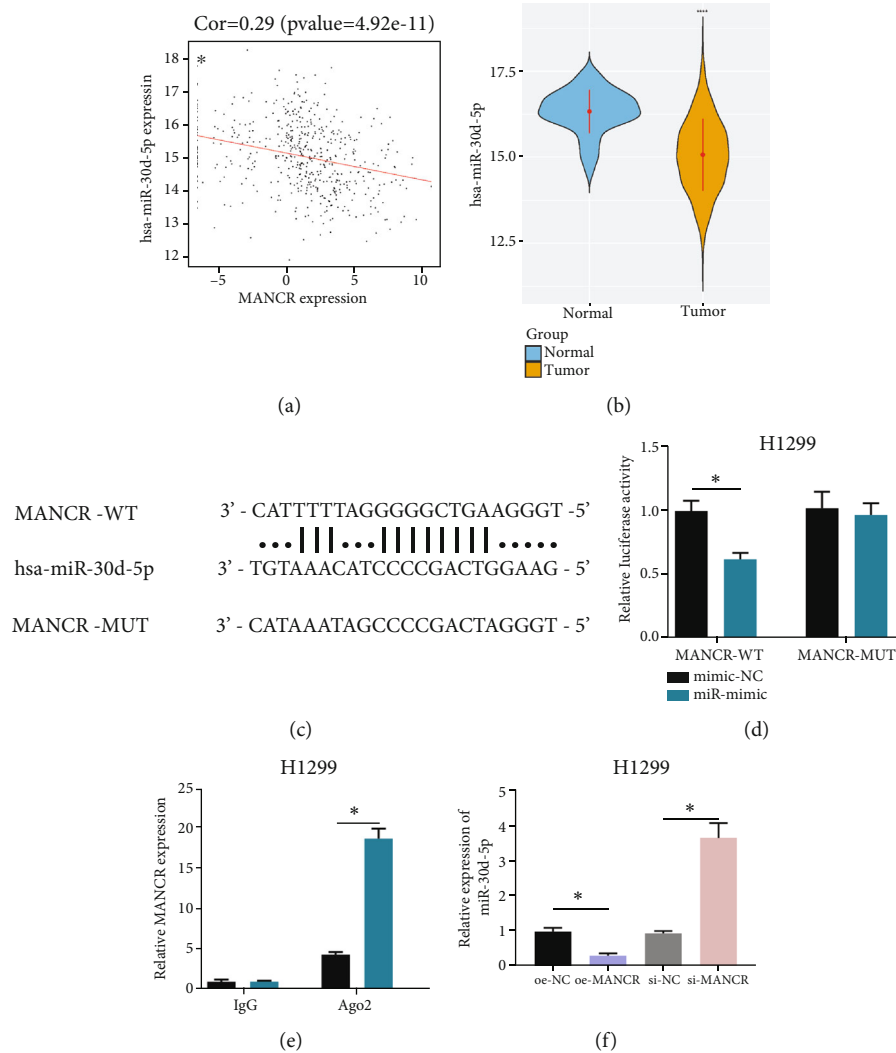 Cor=0.29 (pvalue=4.92e-11)
hsa-miR-30d-5p expressin
18
17
16
15
14
13
12
*
−5
0
5
10
MANCR expression
(a)
hsa-miR-30d-5p
17.5
15.0
12.5
****
Normal
Tumor
Group
Normal
Tumor
(b)
MANCR -WT
3' - CATTTTTAGGGGGCTGAAGGGT -5'
hsa-miR-30d-5p
3' - TGTAAACATCCCCGACTGGAAG - 5'
MANCR -MUT
3' - CATAAATAGCCCCGACTAGGGT - 5'
(c)
H1299
Relative luciferase activity
1.5
1.0
0.5
0.0
*
MANCR-WT
MANCR-MUT
mimic-NC
miR-mimic
(d)
H1299
Relative MANCR expression
25
20
15
10
5
0
*
IgG
Ago2
(e)
H1299
Relative expression of
miR-30d-5p
5
4
3
2
1
0
*
*
oe-NC
oe-MANCR
si-NC
si-MANCR
(f)